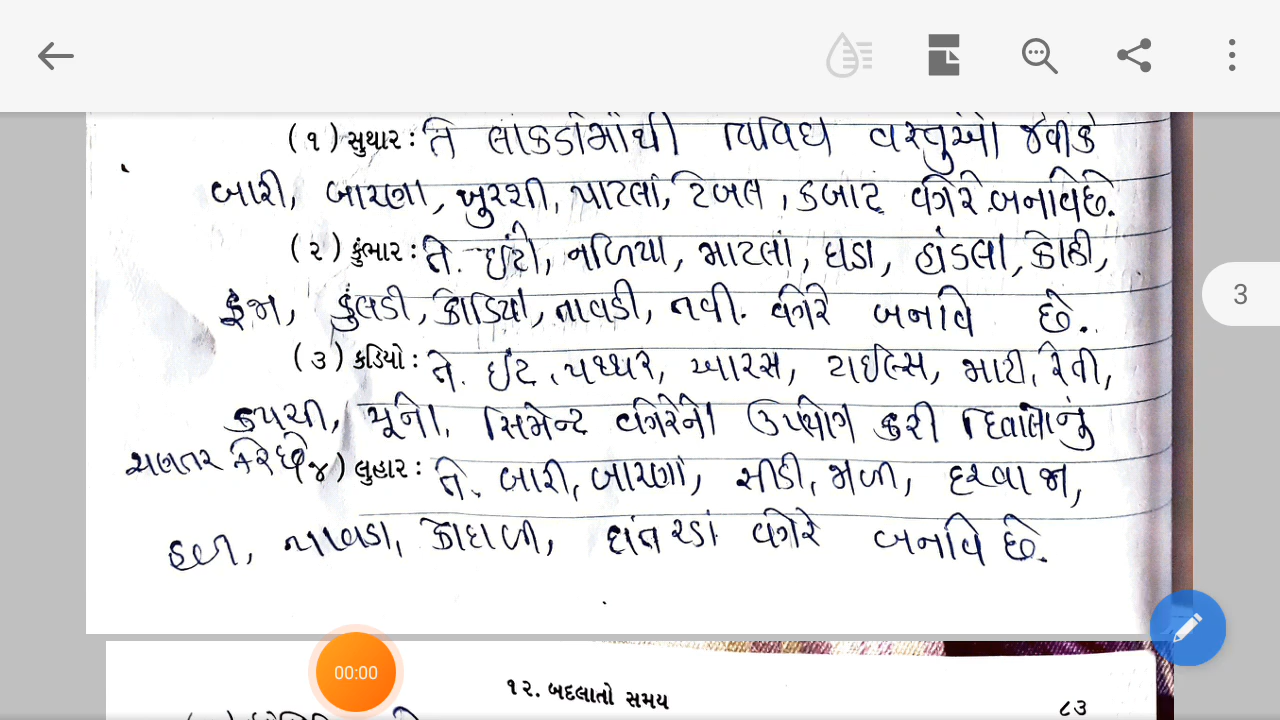 3
(૧) સુથાર : તે લાકડામાંથી વિવિધ વસ્તુઓ જેવીકે
બારી, બારણા, ખુરશી, પાટલા, ટેબલ, કબાટ વગેરે બનાવેછે.
(૨) કુંભાર : તે. ઈંટો, નળિયા, માટલાં, ઘડા, હાંડલા, કોઠી,
કુંજા, કુલડી, કોડિયાં, તાવડી, તવી. વગેરે બનાવે છે.
(૩) કડિયો : તે. ઈંટ, પથ્થર, આરસ, ટાઈલ્સ, માટી, રેતી,
કપચી, ચૂનો, સિમેન્ટ વગેરેનો ઉપયોગ કરી દિવાલોનું
ચણતર કરે છે
(૪) લુહાર : તે. બારી, બારણાં, સીડી, જાળી, દરવાજા,
હળ, પાવડા, કોદાળી, દાંતરડાં વગેરે બનાવે છે.
00:00
૧૨. બદલાતો સમય
૮૩